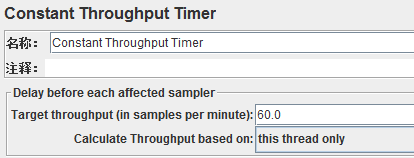 Constant Throughput Timer
名称： Constant Throughput Timer
注释：
Delay before each affected sampler
Target throughput (in samples per minute): 60.0
Calculate Throughput based on: this thread only